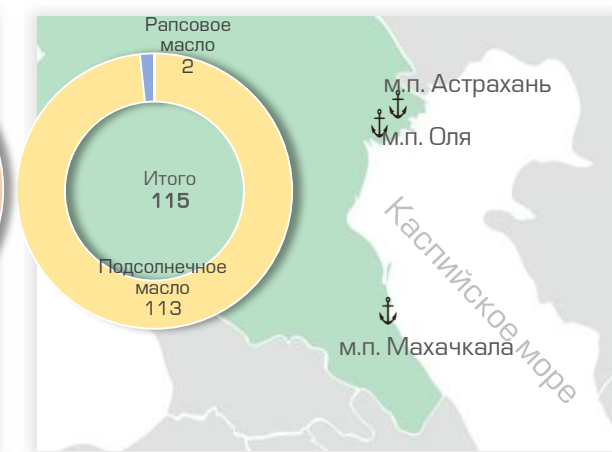 Рапсовое
масло
2
м.п. Астрахань
м.п. Оля
Итого
115
Каспийское море
Подсолнечное
масло
113
м.п. Махачкала